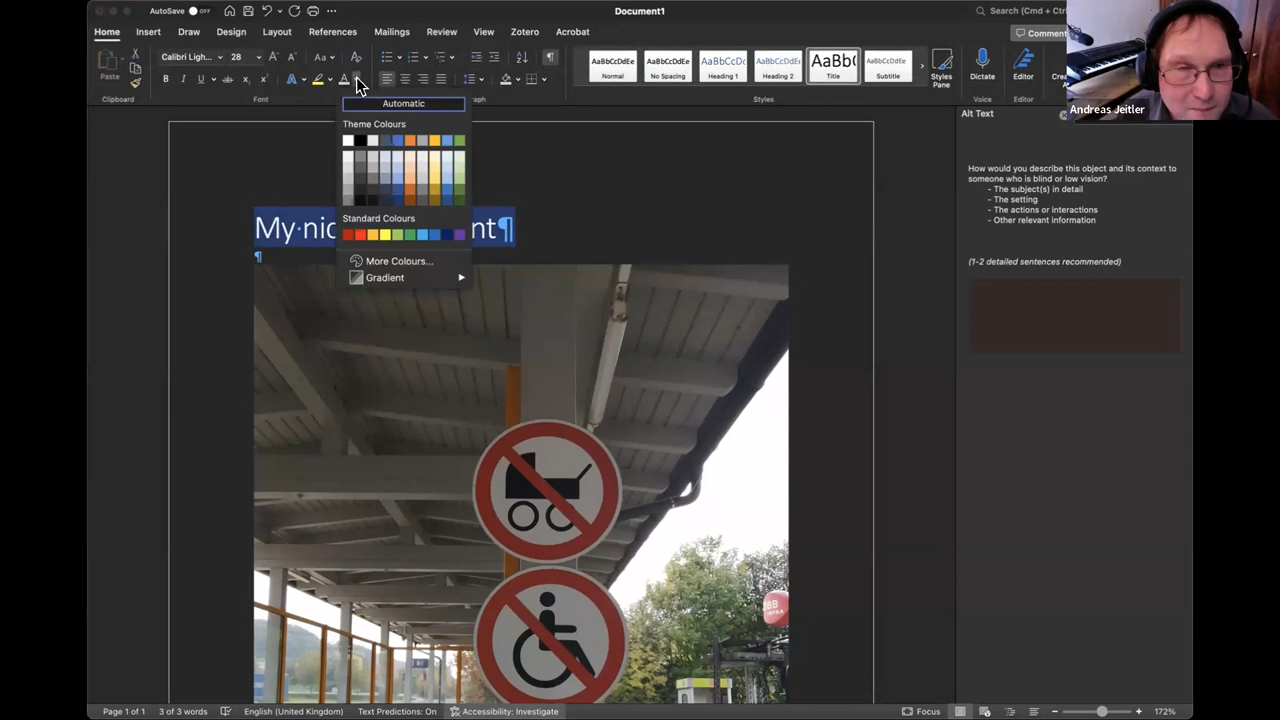 AutoSave OFF
Document1
Search (Cmd + Ctrl
Home Insert Draw Design Layout References Mailings Review View Zotero Acrobat
Comment
Paste
Calibri Ligh...
28
Aa
B I U ab x x A A
AaBbCcDdEe
AaBbCcDdEe
AaBbCcDc
AaBbCcDdEe
AaBb(
AaBbCcDdEe
Normal
No Spacing
Heading 1
Heading 2
Title
Subtitle
Styles
Pane
Dictate
Editor
Crea
Clipboard
Font
Styles
Voice
Editor
Andreas Jeitler
Automatic
Theme Colours
Standard Colours
More Colours...
Gradient
My nic
nt¶
¶
Alt Text
How would you describe this object and its context to
someone who is blind or low vision?
- The subject(s) in detail
- The setting
- The actions or interactions
- Other relevant information
(1-2 detailed sentences recommended)
Page 1 of 1
3 of 3 words
English (United Kingdom)
Text Predictions: On
Accessibility: Investigate
Focus
172%